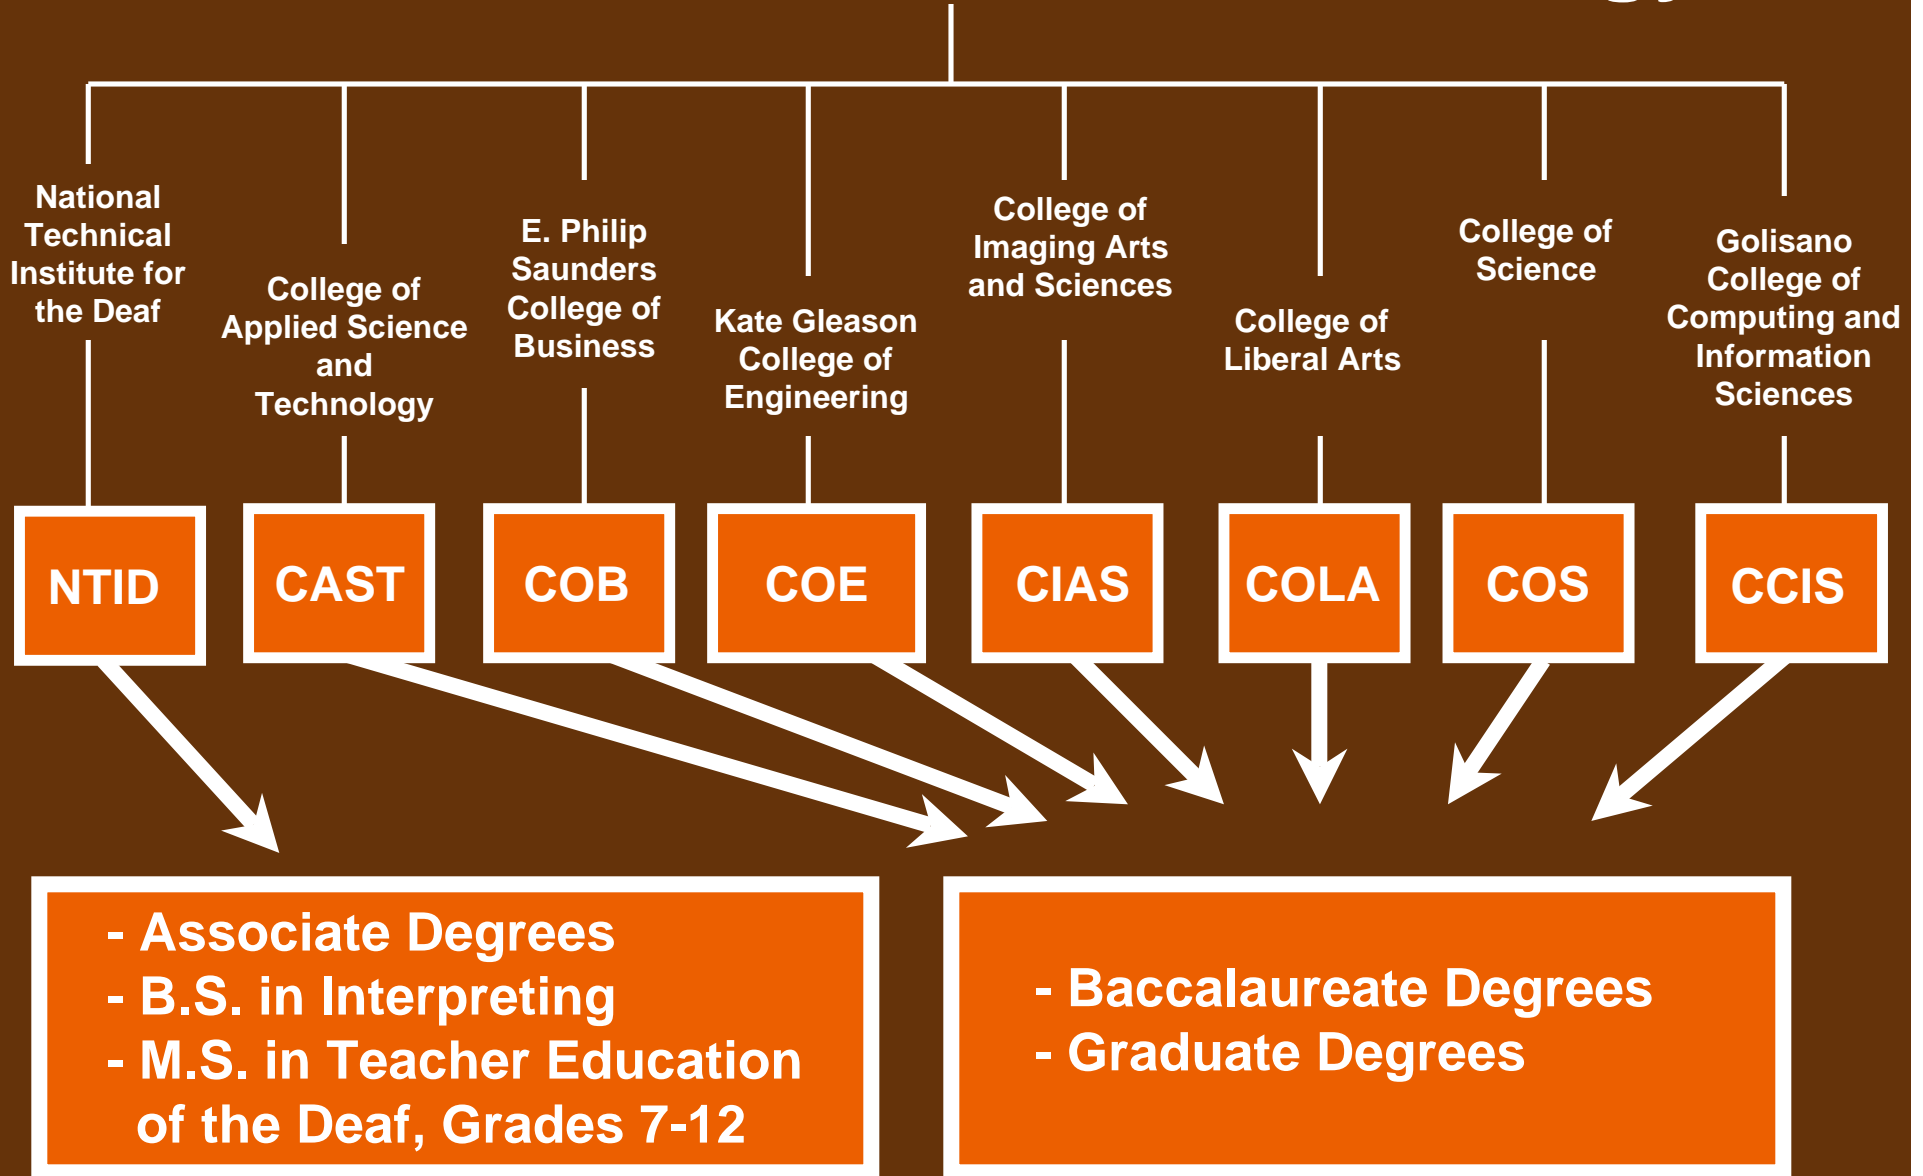 National
Technical
Institute for
the Deaf
College of
Applied Science
and
Technology
E. Philip
Saunders
College of
Business
Kate Gleason
College of
Engineering
College of
Imaging Arts
and Sciences
College of
Liberal Arts
College of
Science
Golisano
College of
Computing and
Information
Sciences
NTID
CAST
COB
COE
CIAS
COLA
COS
CCIS
- Associate Degrees
- B.S. in Interpreting
- M.S. in Teacher Education
of the Deaf, Grades 7-12
- Baccalaureate Degrees
- Graduate Degrees